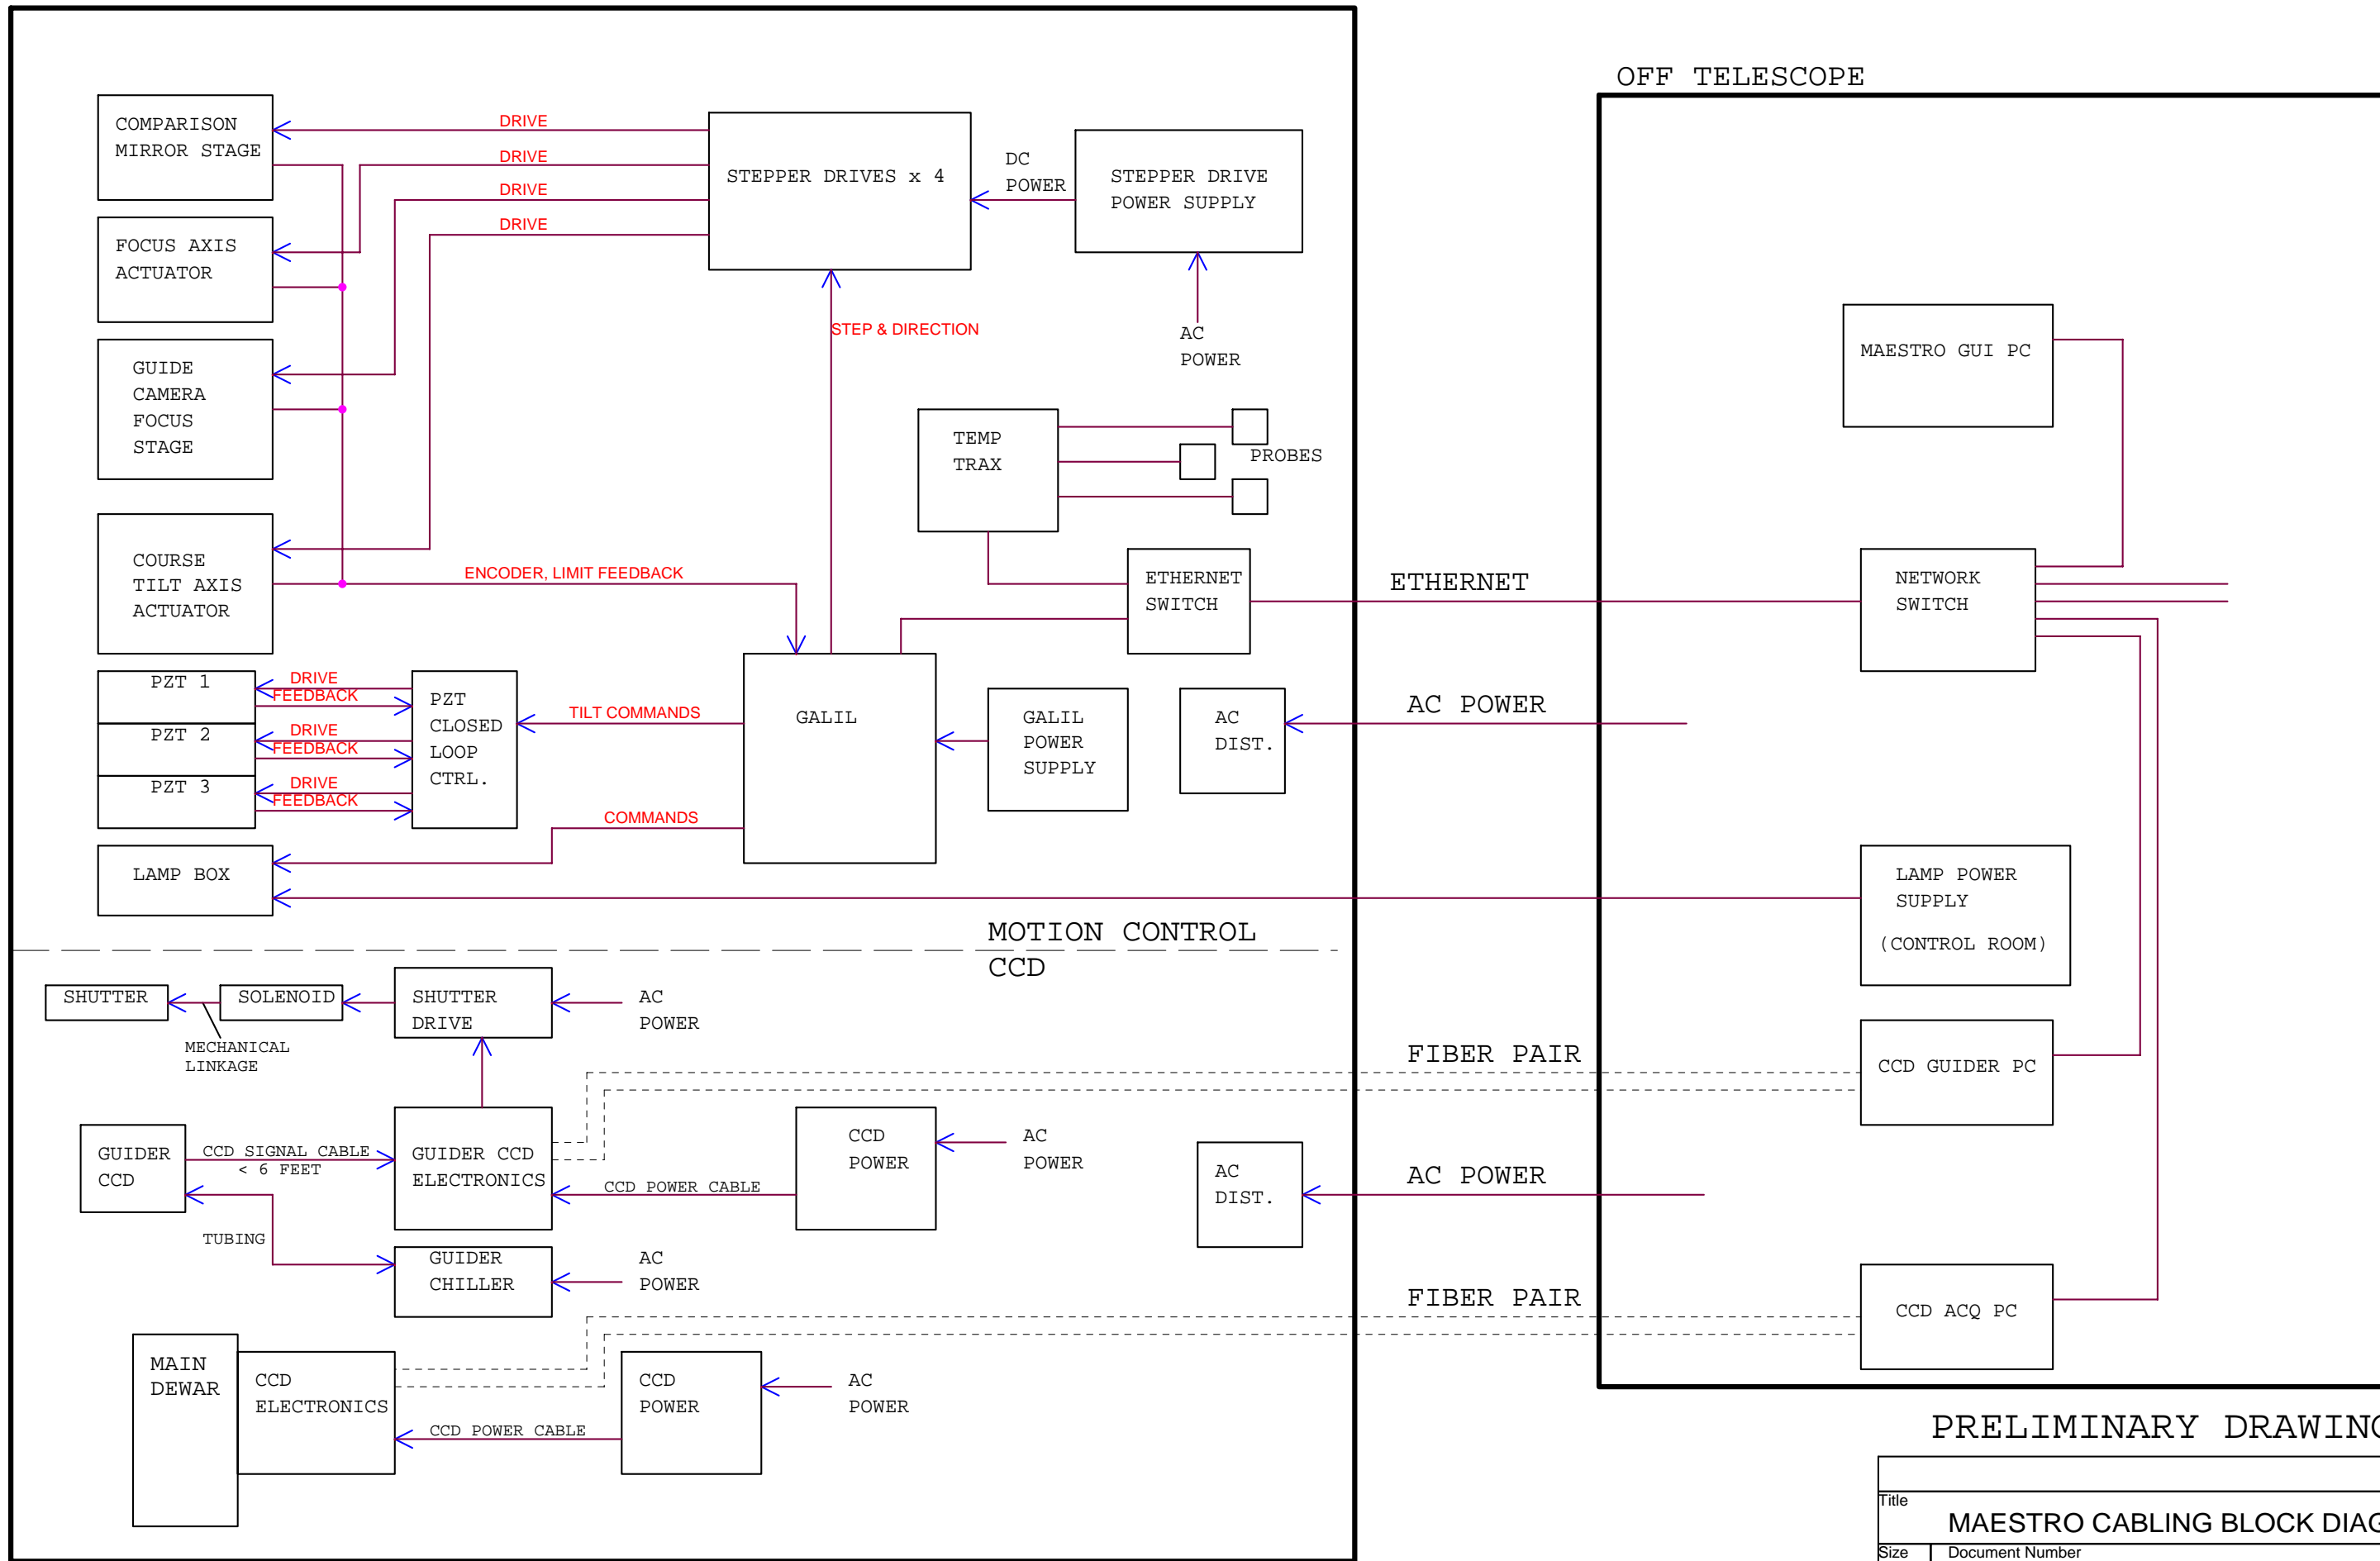 OFF TELESCOPE
COMPARISON
MIRROR STAGE
DRIVE
DRIVE
DRIVE
DRIVE
STEPPER DRIVES x 4
DC
POWER
STEPPER DRIVE
POWER SUPPLY
AC
POWER
FOCUS AXIS
ACTUATOR
STEP & DIRECTION
GUIDE
CAMERA
FOCUS
STAGE
MAESTRO GUI PC
TEMP
TRAX
PROBES
COURSE
TILT AXIS
ACTUATOR
ENCODER, LIMIT FEEDBACK
ETHERNET
SWITCH
ETHERNET
NETWORK
SWITCH
PZT 1
DRIVE
FEEDBACK
PZT 2
DRIVE
FEEDBACK
PZT 3
DRIVE
FEEDBACK
PZT
CLOSED
LOOP
CTRL.
TILT COMMANDS
COMMANDS
GALIL
GALIL
POWER
SUPPLY
AC
DIST.
AC POWER
LAMP BOX
LAMP POWER
SUPPLY
(CONTROL ROOM)
MOTION CONTROL
CCD
SHUTTER
SOLENOID
SHUTTER
DRIVE
AC
POWER
MECHANICAL
LINKAGE
FIBER PAIR
CCD GUIDER PC
GUIDER
CCD
CCD SIGNAL CABLE
< 6 FEET
GUIDER CCD
ELECTRONICS
CCD POWER CABLE
CCD
POWER
AC
POWER
AC
DIST.
AC POWER
TUBING
GUIDER
CHILLER
AC
POWER
FIBER PAIR
CCD ACQ PC
MAIN
DEWAR
CCD
ELECTRONICS
CCD POWER CABLE
CCD
POWER
AC
POWER
PRELIMINARY DRAWING
Title
MAESTRO CABLING BLOCK DIAG
Size
Document Number